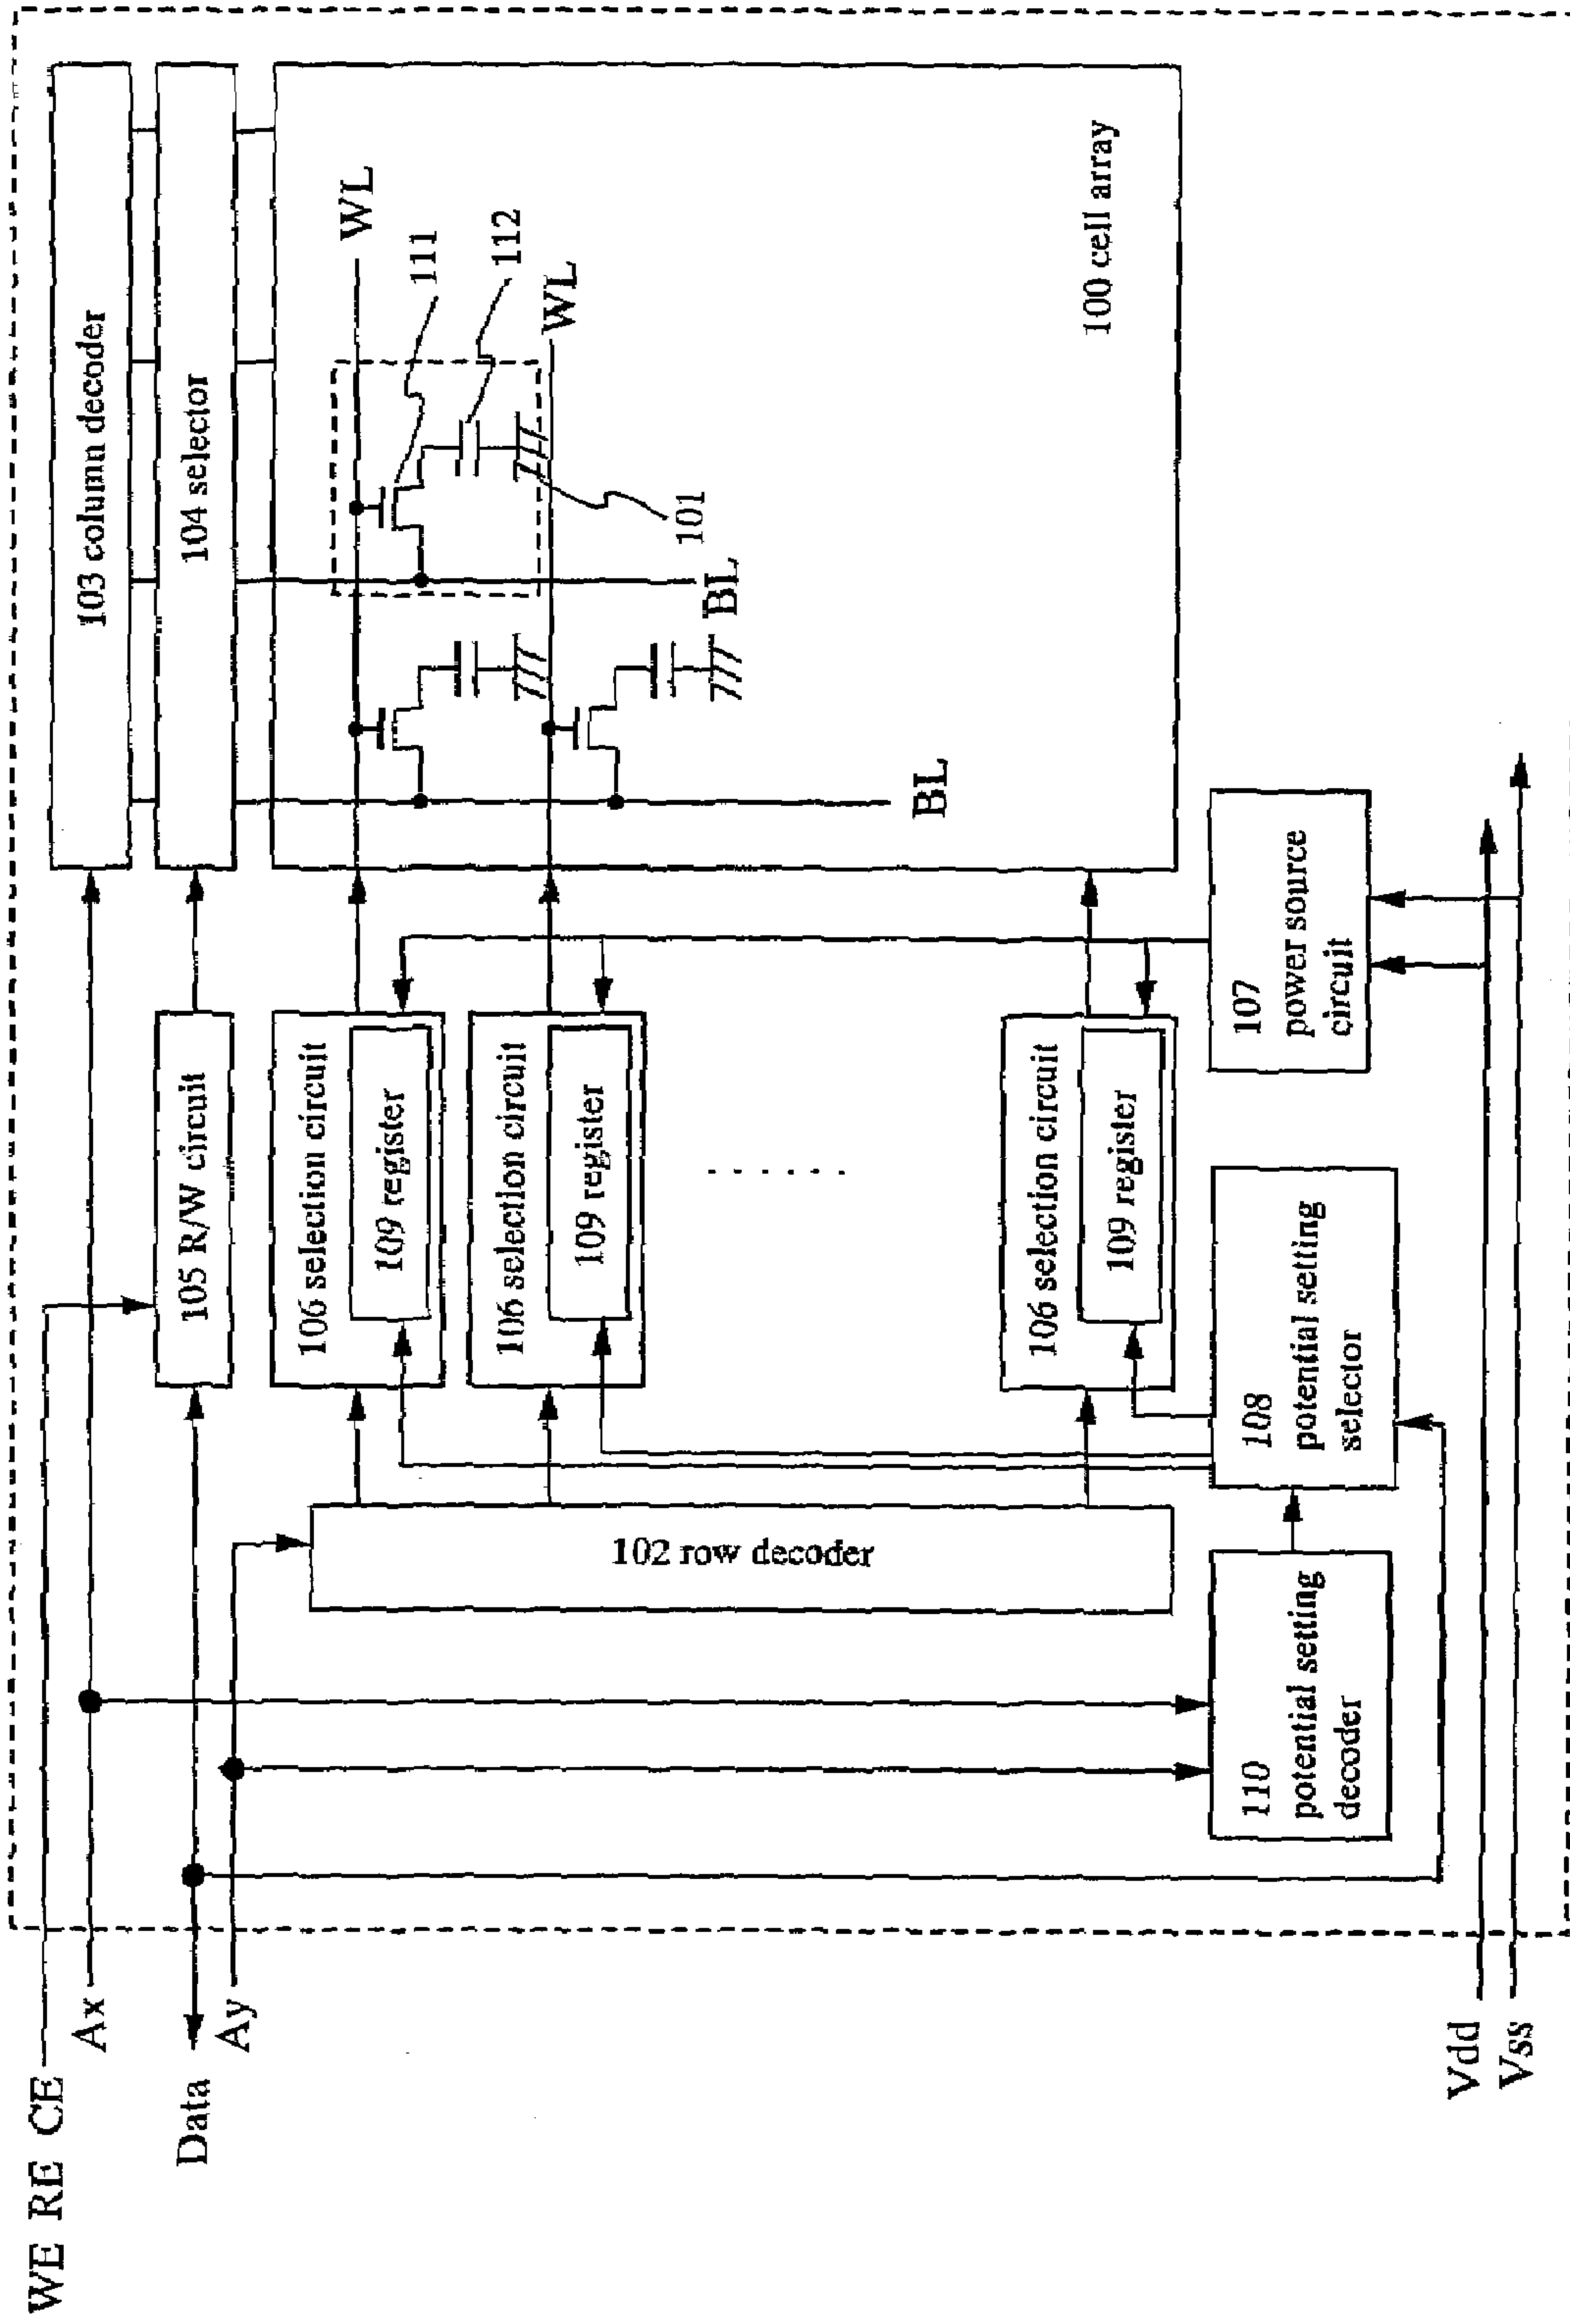 WE RE CE
Ax
Data
Ay
103 column decoder
104 selector
105 R/W circuit
106 selection circuit
109 register
106 selection circuit
109 register
106 selection circuit
109 register
102 row decoder
WL
111
112
WL
101
BL
BL
100 cell array
110
potential setting
decoder
108
potential setting
selector
107
power source
circuit
Vdd
Vss